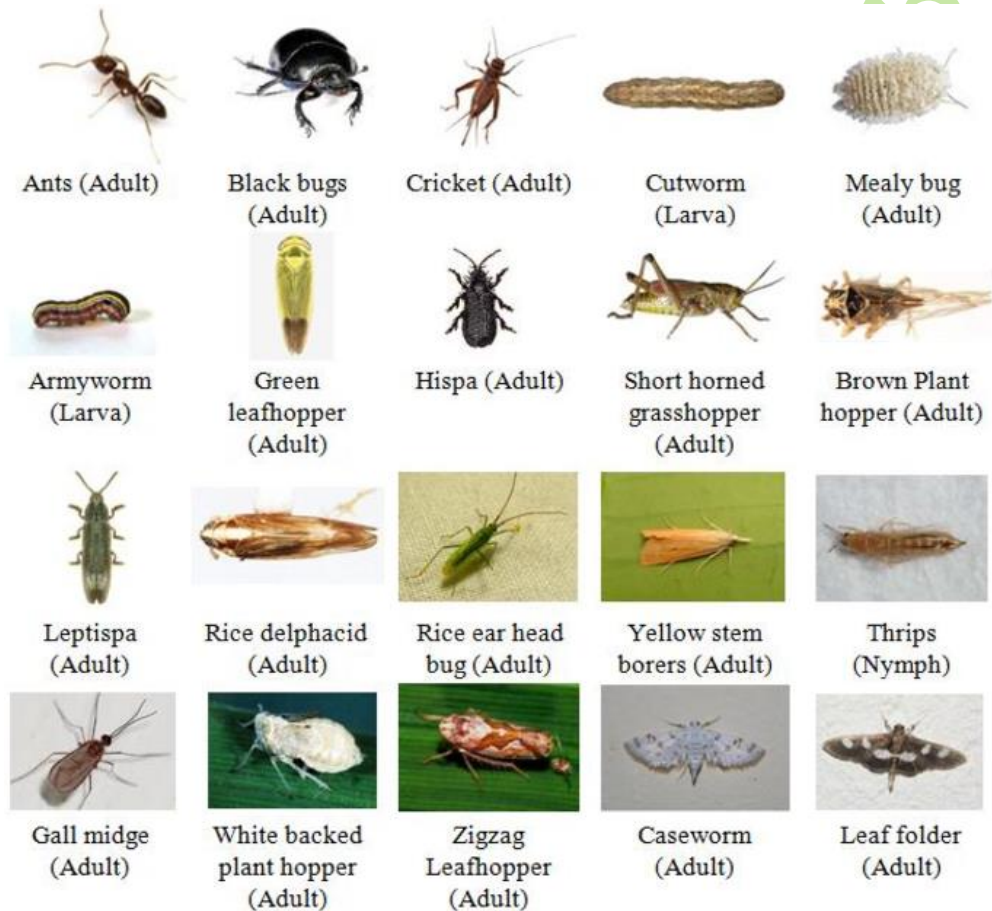 Ants (Adult)
Black bugs
(Adult)
Cricket (Adult)
Cutworm
(Larva)
Mealy bug
(Adult)
Armyworm
(Larva)
Green
leafhopper
(Adult)
Hispa (Adult)
Short horned
grasshopper
(Adult)
Brown Plant
hopper (Adult)
Leptispa
(Adult)
Rice delphacid
(Adult)
Rice ear head
bug (Adult)
Yellow stem
borers (Adult)
Thrips
(Nymph)
Gall midge
(Adult)
White backed
plant hopper
(Adult)
Zigzag
Leafhopper
(Adult)
Caseworm
(Adult)
Leaf folder
(Adult)